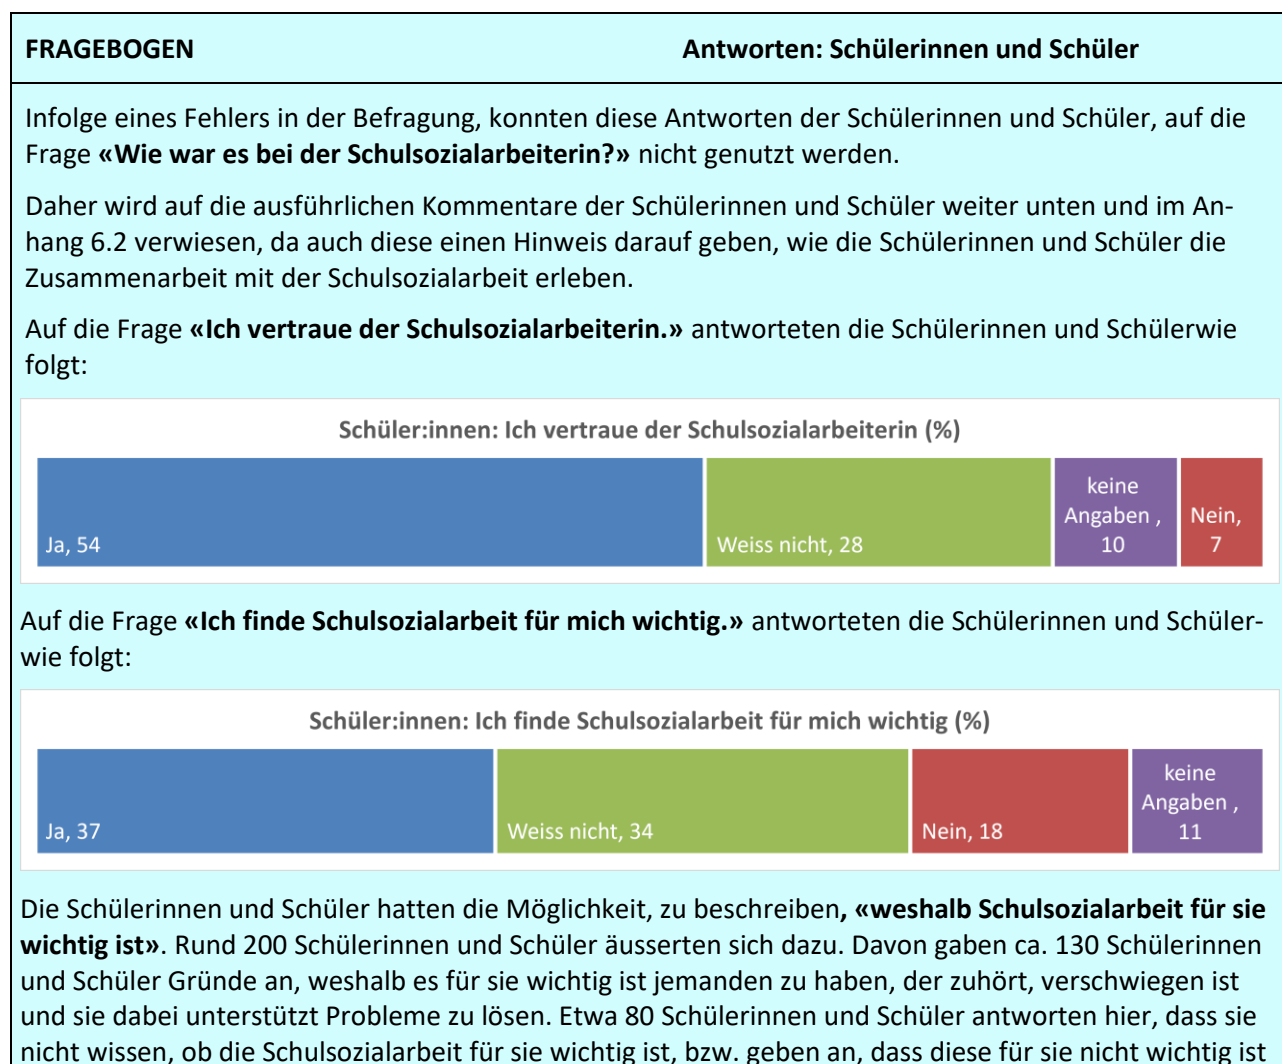 FRAGEBOGEN Antworten: Schülerinnen und Schüler
Infolge eines Fehlers in der Befragung, konnten diese Antworten der Schülerinnen und Schüler, auf die
Frage «Wie war es bei der Schulsozialarbeiterin?» nicht genutzt werden.
Daher wird auf die ausführlichen Kommentare der Schülerinnen und Schüler weiter unten und im An-
hang 6.2 verwiesen, da auch diese einen Hinweis darauf geben, wie die Schülerinnen und Schüler die
Zusammenarbeit mit der Schulsozialarbeit erleben.
Auf die Frage «Ich vertraue der Schulsozialarbeiterin.» antworteten die Schülerinnen und Schülerwie
folgt:
Schüler:innen: Ich vertraue der Schulsozialarbeiterin (%)
Ja, 54
Weiss nicht, 28
keine
Angaben ,
10
Nein,
7
Auf die Frage «Ich finde Schulsozialarbeit für mich wichtig.» antworteten die Schülerinnen und Schüler-
wie folgt:
Schüler:innen: Ich finde Schulsozialarbeit für mich wichtig (%)
Ja, 37
Weiss nicht, 34
Nein, 18
keine
Angaben ,
11
Die Schülerinnen und Schüler hatten die Möglichkeit, zu beschreiben, «weshalb Schulsozialarbeit für sie
wichtig ist». Rund 200 Schülerinnen und Schüler äusserten sich dazu. Davon gaben ca. 130 Schülerinnen
und Schüler Gründe an, weshalb es für sie wichtig ist jemanden zu haben, der zuhört, verschwiegen ist
und sie dabei unterstützt Probleme zu lösen. Etwa 80 Schülerinnen und Schüler antworten hier, dass sie
nicht wissen, ob die Schulsozialarbeit für sie wichtig ist, bzw. geben an, dass diese für sie nicht wichtig ist